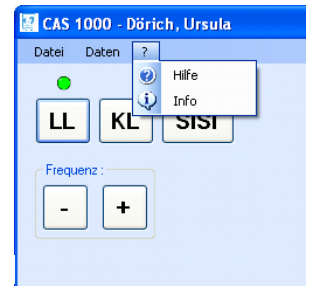 CAS 1000 - Dörich, Ursula
Datei Daten ?
Hilfe
Info
LL KL SISI
Frequenz :
- +